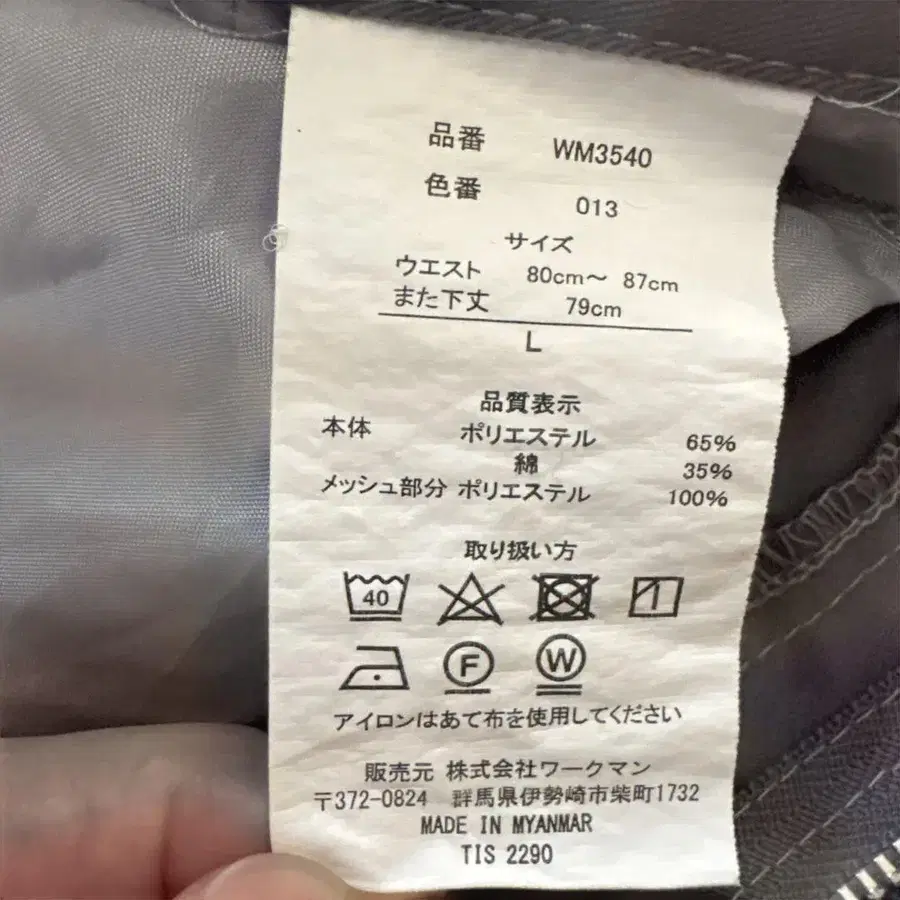 品番 WM3540
色番 013
サイズ
ウエスト 80cm～ 87cm
また下丈 79cm
L
品質表示
本体 ポリエステル 65%
綿 35%
メッシュ部分 ポリエステル 100%
取り扱い方
40
F W
アイロンはあて布を使用してください
販売元 株式会社ワークマン
〒372-0824 群馬県伊勢崎市柴町1732
MADE IN MYANMAR
TIS 2290